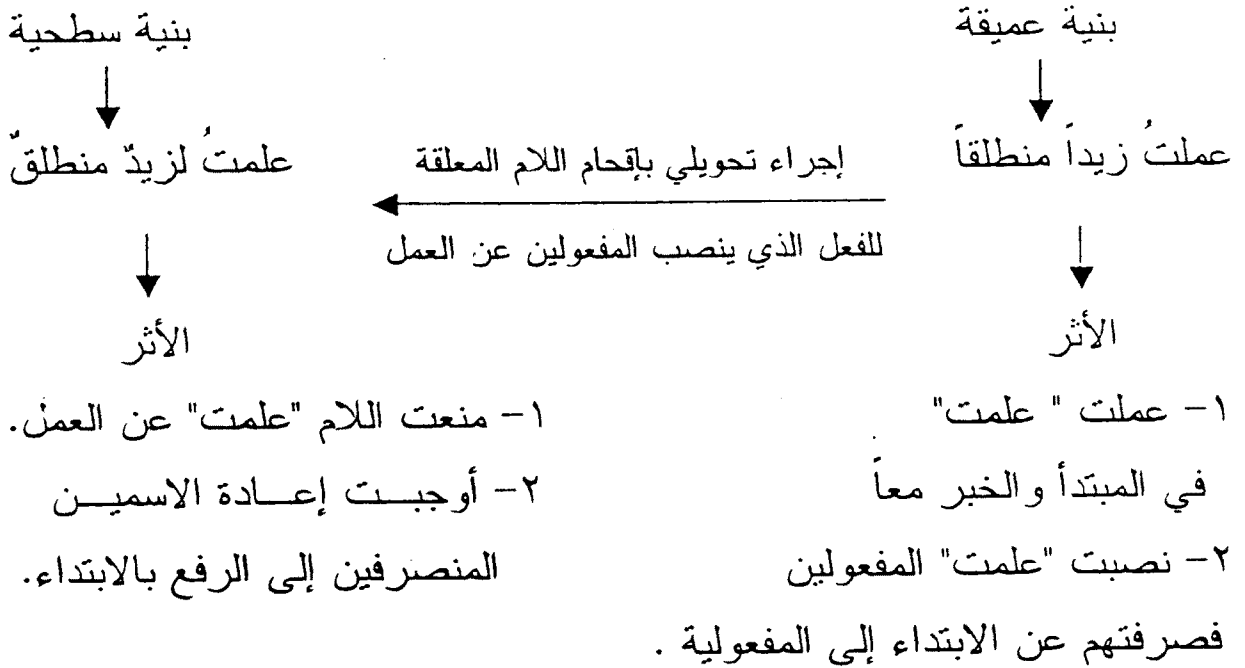 بنية عميقة
بنية سطحية
عملتُ زيداً منطلقاً
إجراء تحويلي بإقحام اللام المعلقة
علمتُ لزيدٌ منطلقٌ
للفعل الذي ينصب المفعولين عن العمل
الأثر
الأثر
١- عملت " علمت"
في المبتدأ والخبر معاً
٢- نصبت "علمت" المفعولين
فصرفتهم عن الابتداء إلى المفعولية .
١- منعت اللام "علمت" عن العمل.
٢- أوجبت إعادة الاسمين
المنصرفين إلى الرفع بالابتداء.